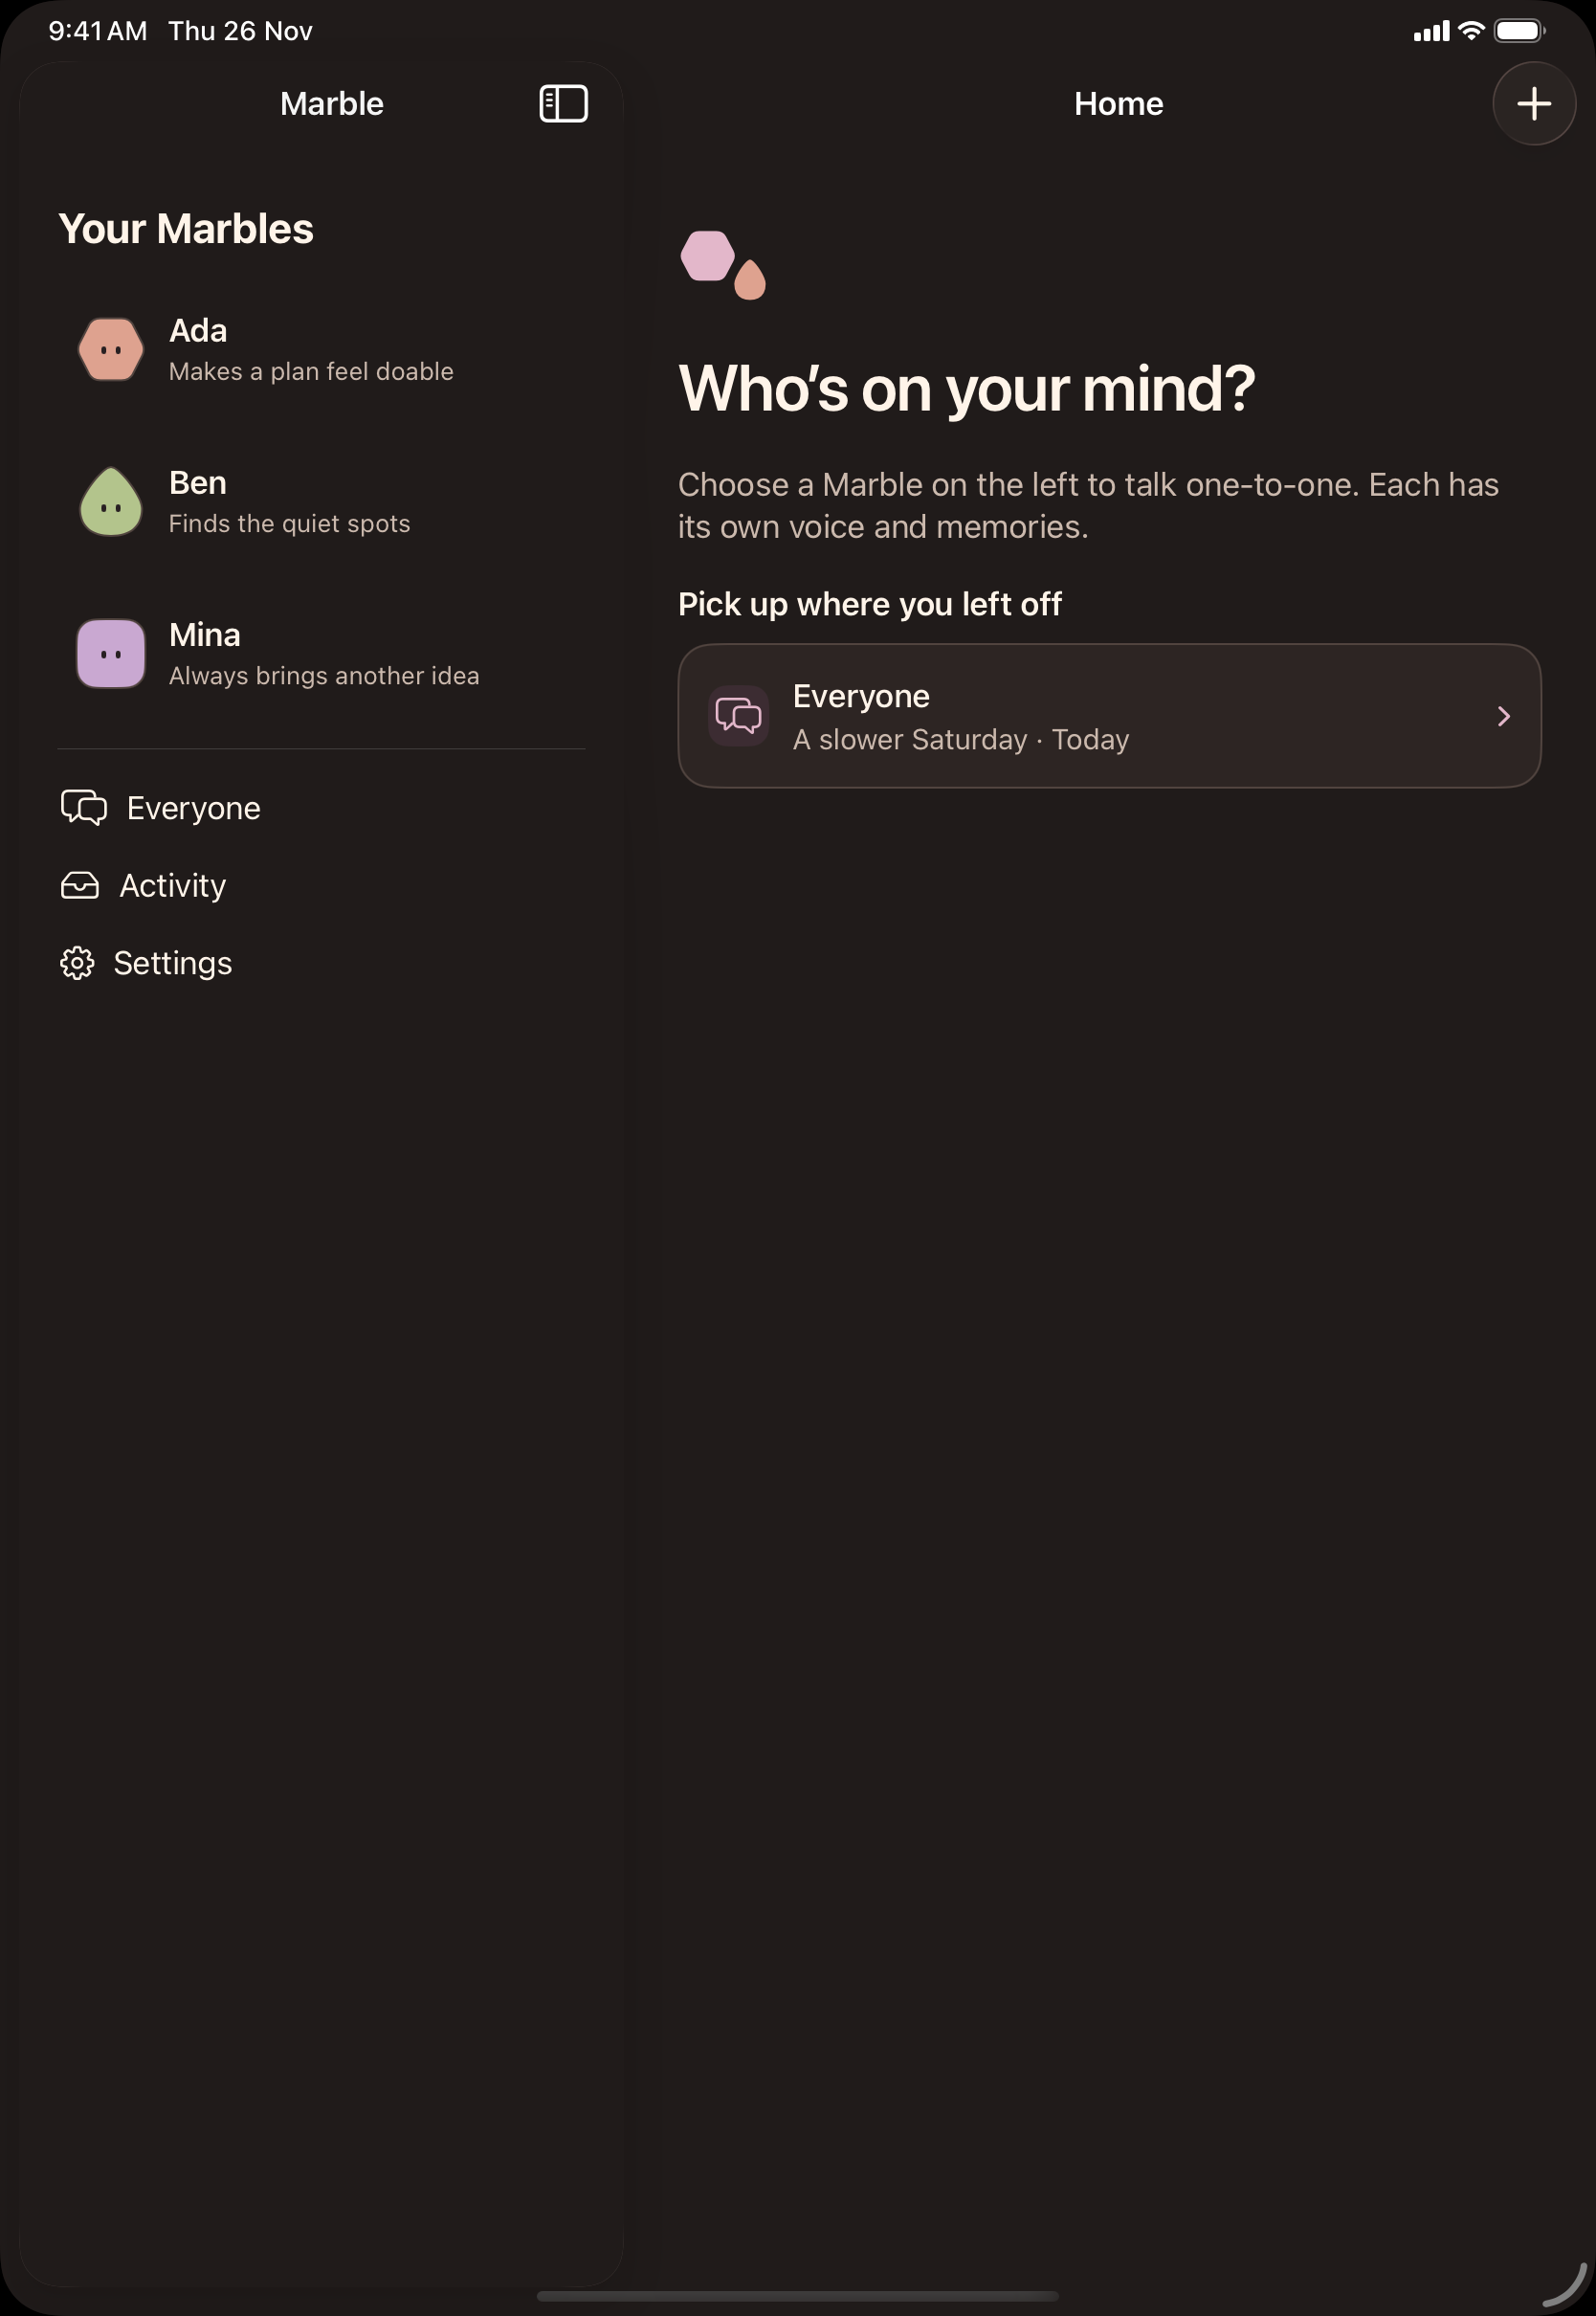 9:41 AM Thu 26 Nov
Marble
Your Marbles
Ada
Makes a plan feel doable
Ben
Finds the quiet spots
Mina
Always brings another idea
Everyone
Activity
Settings
Home
Who’s on your mind?
Choose a Marble on the left to talk one-to-one. Each has
its own voice and memories.
Pick up where you left off
Everyone
A slower Saturday · Today